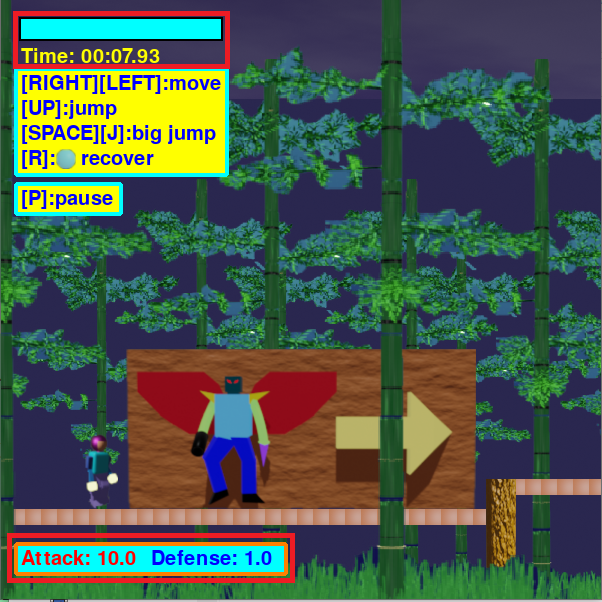 Time: 00:07.93
[RIGHT][LEFT]:move
[UP]:jump
[SPACE][J]:big jump
[R]: recover
[P]:pause
Attack: 10.0 Defense: 1.0